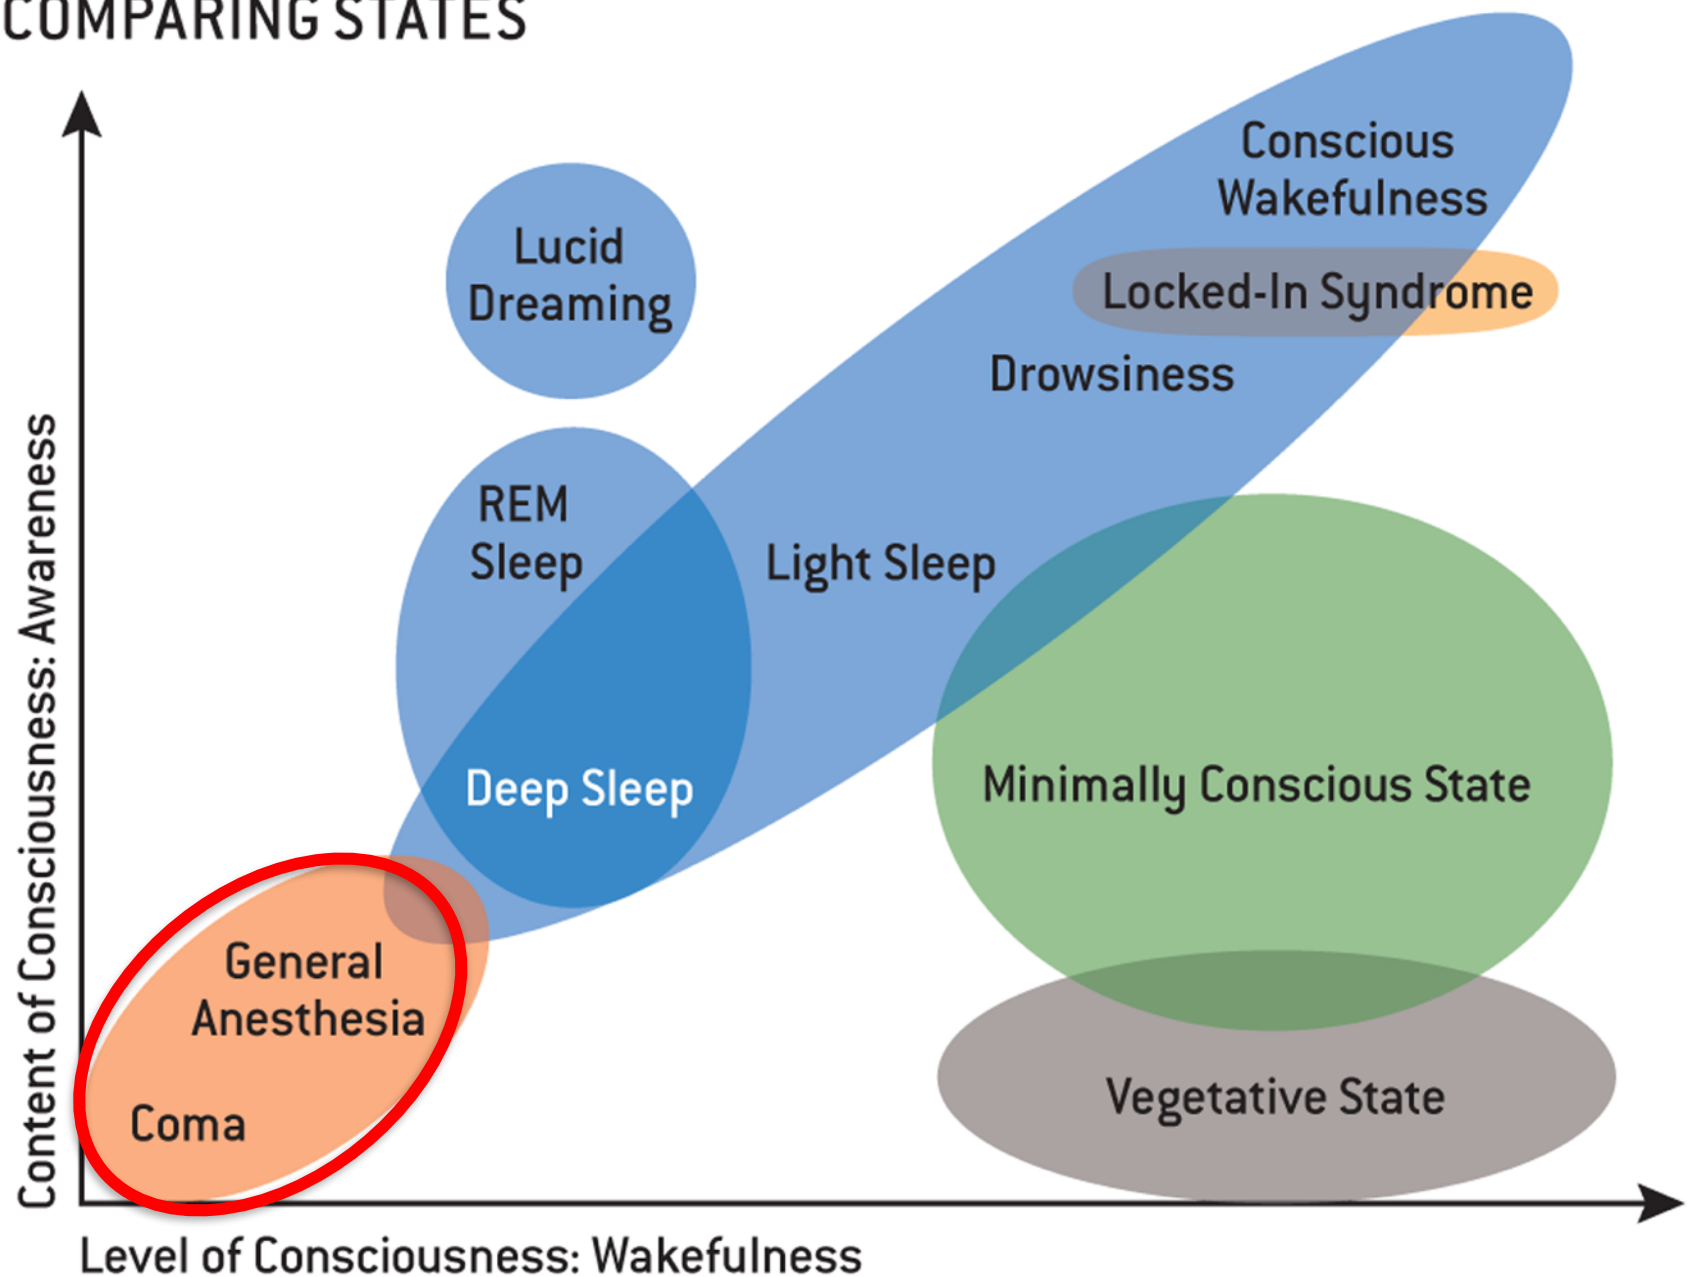 COMPARING STATES
Conscious
Wakefulness
Lucid
Dreaming
Locked-In Syndrome
Drowsiness
REM
Sleep
Light Sleep
Deep Sleep
Minimally Conscious State
General
Anesthesia
Coma
Vegetative State
Content of Consciousness: Awareness
Level of Consciousness: Wakefulness